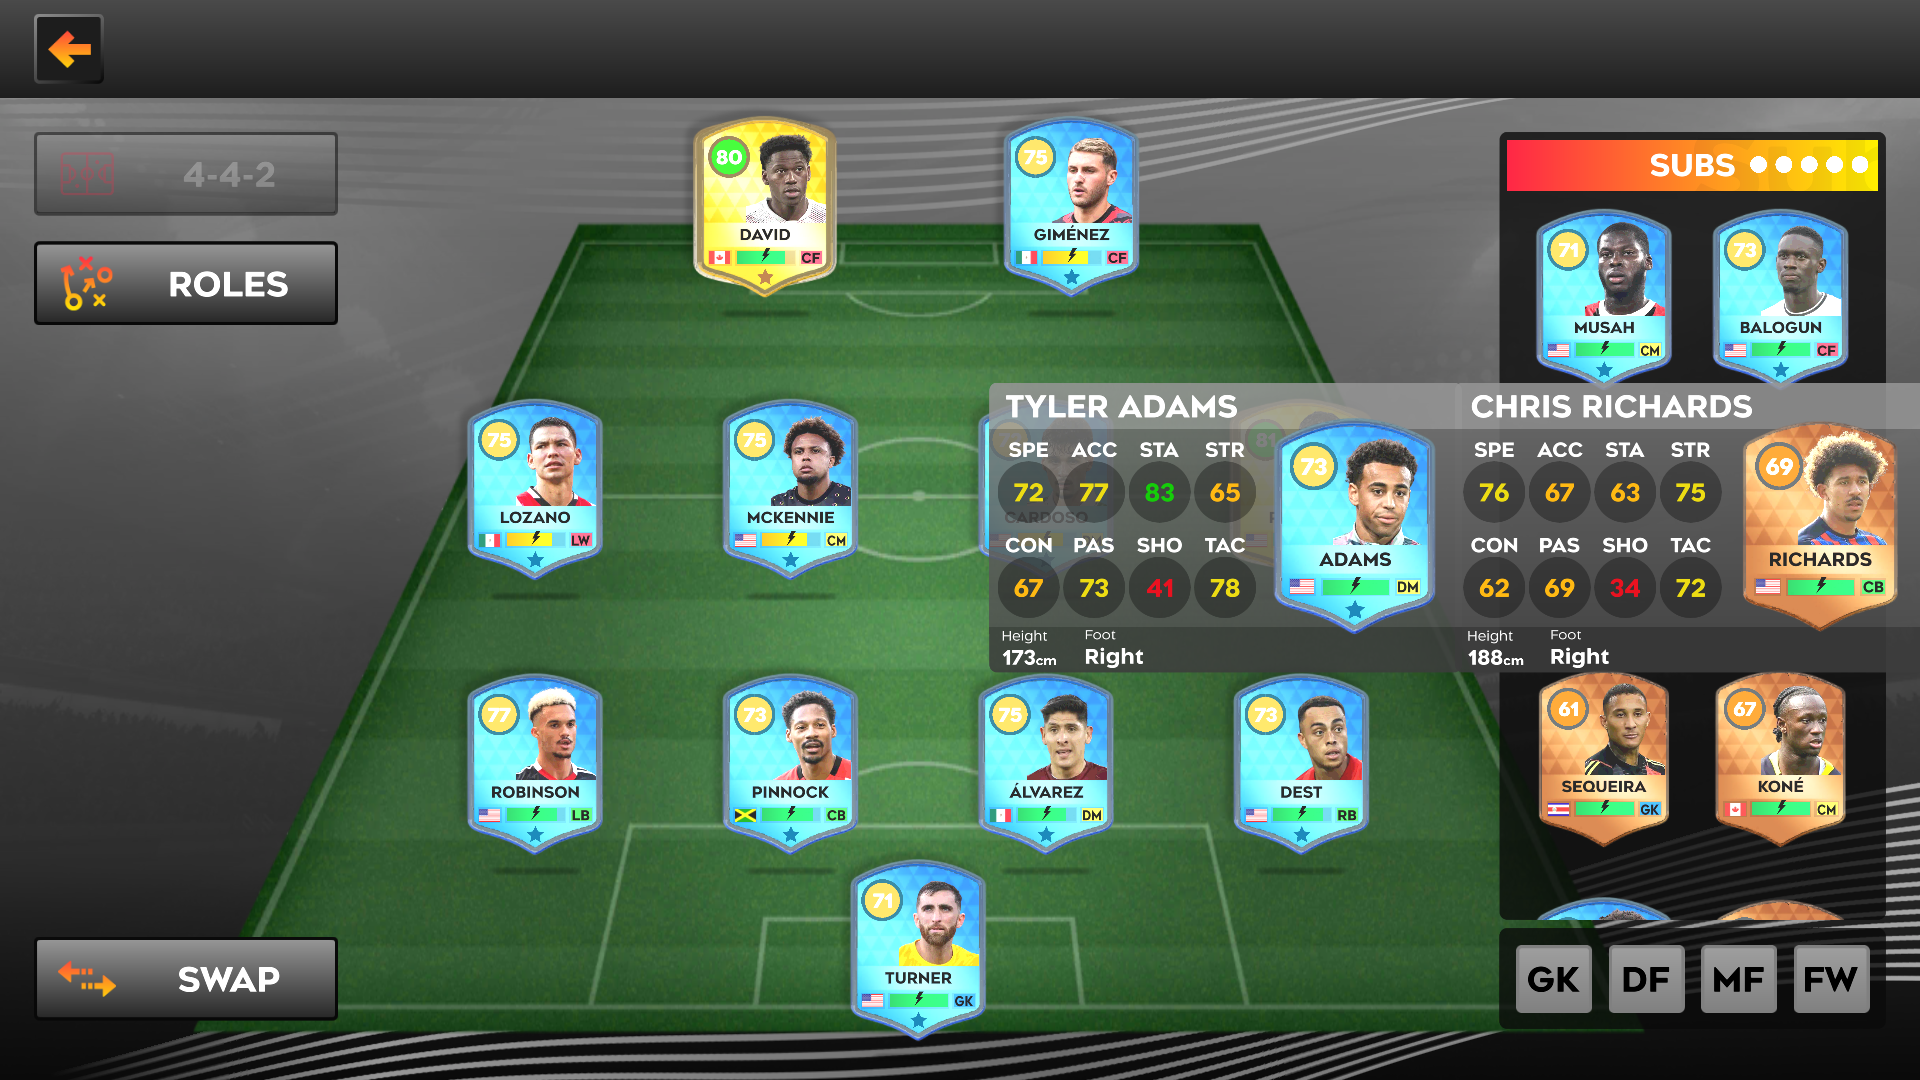 4-4-2
ROLES
SWAP
80
DAVID
CF
75
GIMÉNEZ
CF
75
LOZANO
LW
75
MCKENNIE
CM
CARDOSO
81
77
ROBINSON
LB
73
PINNOCK
CB
75
ÁLVAREZ
DM
73
DEST
RB
71
TURNER
GK
TYLER ADAMS
SPE ACC STA STR
72 77 83 65
CON PAS SHO TAC
67 73 41 78
Height Foot
173cm Right
73
ADAMS
DM
CHRIS RICHARDS
SPE ACC STA STR
76 67 63 75
CON PAS SHO TAC
62 69 34 72
Height Foot
188cm Right
69
RICHARDS
CB
SUBS
71
MUSAH
CM
73
BALOGUN
CF
61
SEQUEIRA
GK
67
KONÉ
CM
GK DF MF FW